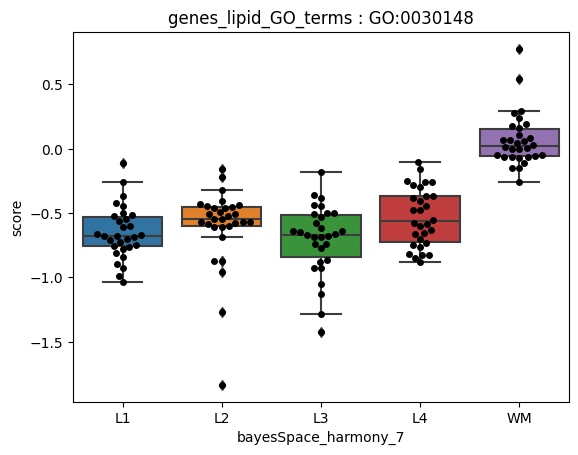 genes_lipid_GO_terms : GO:0030148
0.5
0.0
−0.5
−1.0
−1.5
score
L1 L2 L3 L4 WM
bayesSpace_harmony_7